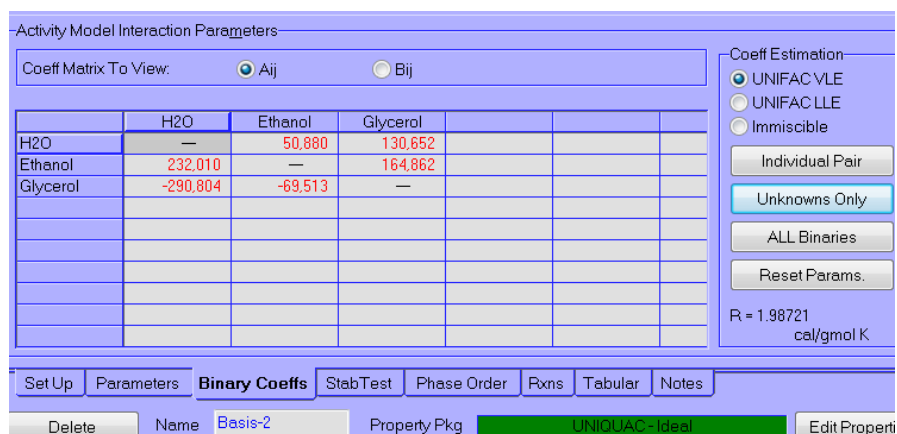 Activity Model Interaction Parameters
Coeff Matrix To View: Aij Bij
Coeff Estimation
UNIFAC VLE
UNIFAC LLE
Immiscible
Individual Pair
Unknowns Only
ALL Binaries
Reset Params.
R = 1.98721
cal/gmol K
H2O Ethanol Glycerol
H2O — 50,880 130,652
Ethanol 232,010 — 164,862
Glycerol -290,804 -69,513 —
Set Up Parameters Binary Coeffs StabTest Phase Order Rxns Tabular Notes
Delete Name Basis-2 Property Pkg UNIQUAC - Ideal Edit Properti